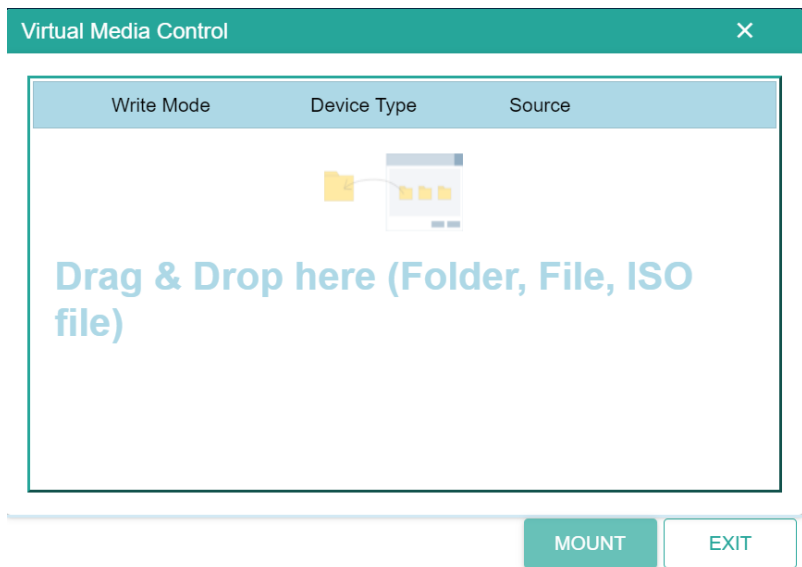 Virtual Media Control
Write Mode Device Type Source
Drag & Drop here (Folder, File, ISO
file)
MOUNT EXIT